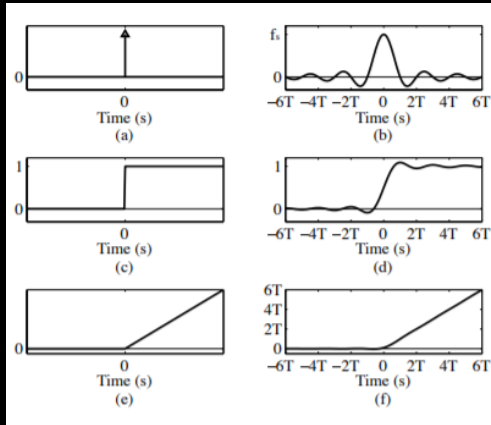 fₛ
0 0
0 −6T −4T −2T 0 2T 4T 6T
Time (s) Time (s)
(a) (b)
1 1
0 0
0 −6T −4T −2T 0 2T 4T 6T
Time (s) Time (s)
(c) (d)
6T
4T
2T
0 0
0 −6T −4T −2T 0 2T 4T 6T
Time (s) Time (s)
(e) (f)